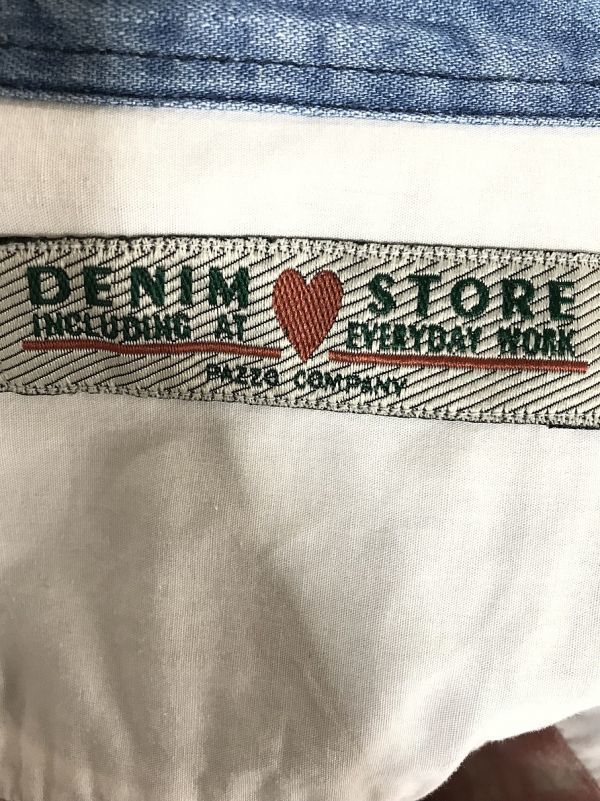 DENIM STORE
INCLUDING AT EVERYDAY WORK
PAZZO COMPANY